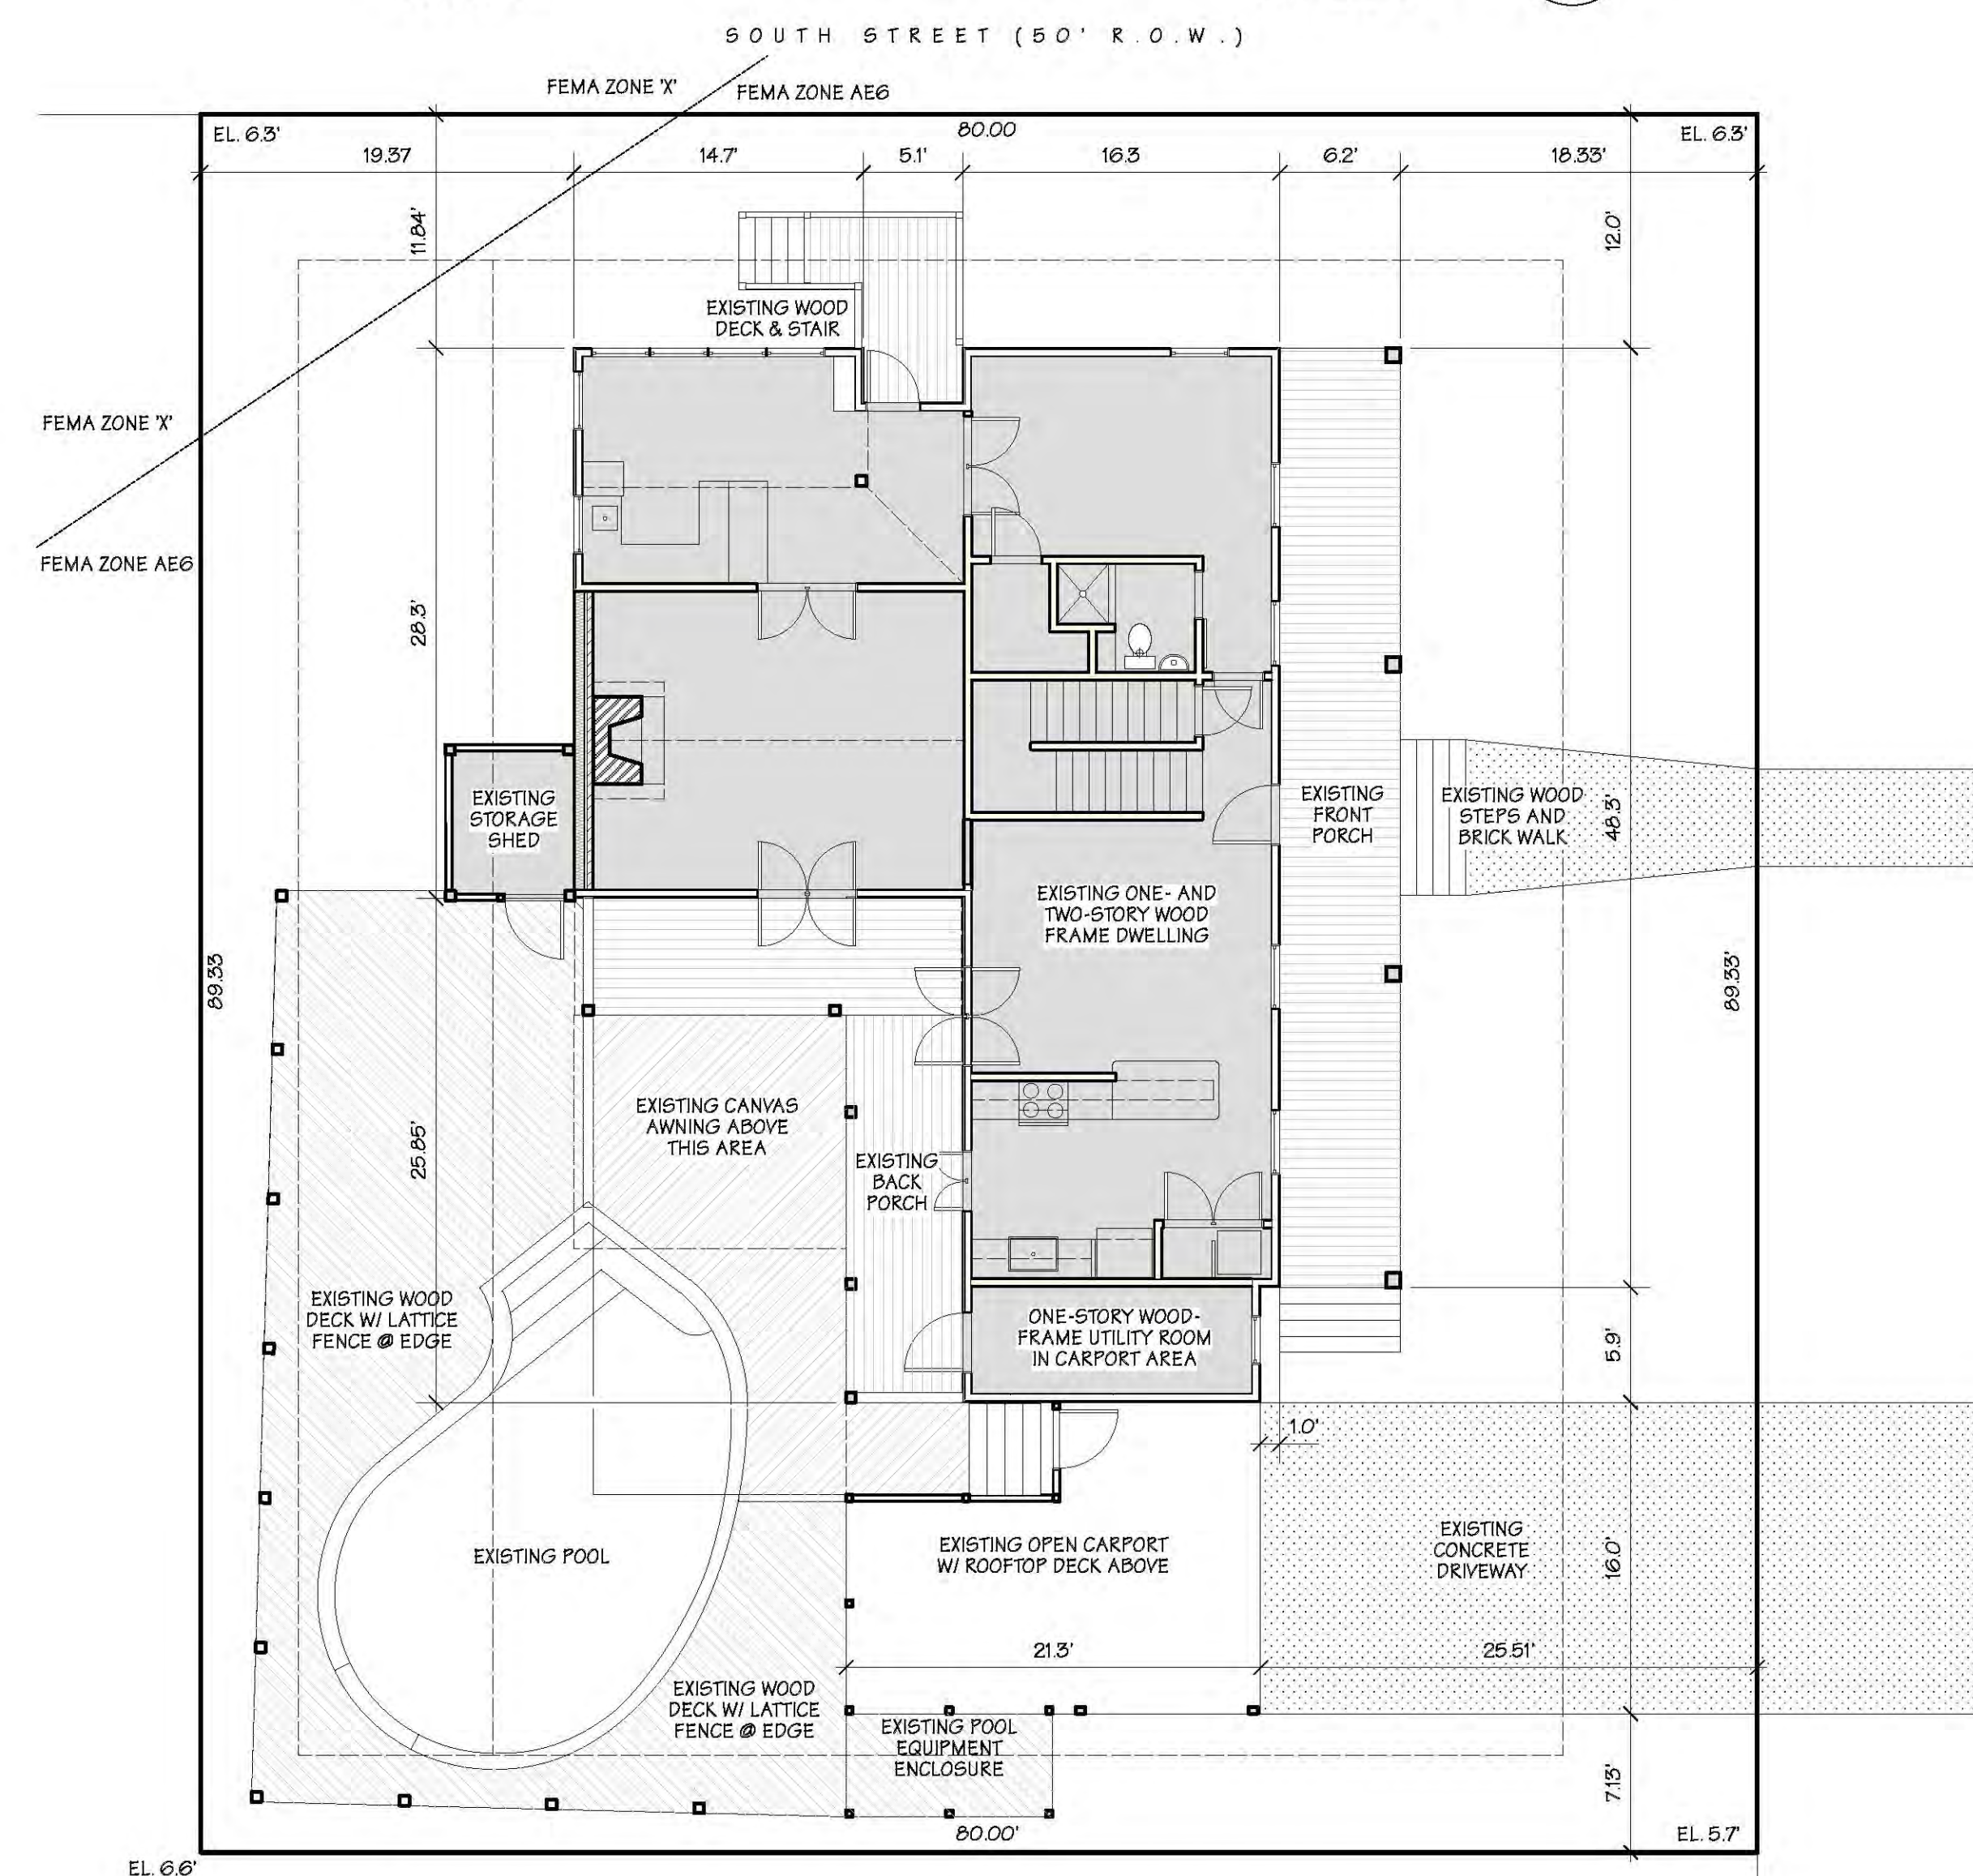 SOUTH STREET (50' R.O.W.)
FEMA ZONE 'X'
FEMA ZONE AE6
EL. 6.3'
80.00
EL. 6.3'
19.37
14.7'
5.1'
16.3
6.2'
18.33'
11.84'
12.0'
EXISTING WOOD
DECK & STAIR
FEMA ZONE 'X'
FEMA ZONE AE6
28.3'
EXISTING
STORAGE
SHED
EXISTING
FRONT
PORCH
EXISTING WOOD
STEPS AND
BRICK WALK
48.3'
EXISTING ONE- AND
TWO-STORY WOOD
FRAME DWELLING
89.33
89.33'
EXISTING CANVAS
AWNING ABOVE
THIS AREA
25.85'
EXISTING
BACK
PORCH
EXISTING WOOD
DECK W/ LATTICE
FENCE @ EDGE
ONE-STORY WOOD-
FRAME UTILITY ROOM
IN CARPORT AREA
5.9'
1.0'
EXISTING POOL
EXISTING OPEN CARPORT
W/ ROOFTOP DECK ABOVE
EXISTING
CONCRETE
DRIVEWAY
16.0'
21.3'
25.51'
EXISTING WOOD
DECK W/ LATTICE
FENCE @ EDGE
EXISTING POOL
EQUIPMENT
ENCLOSURE
7.13'
80.00'
EL. 5.7'
EL. 6.6'